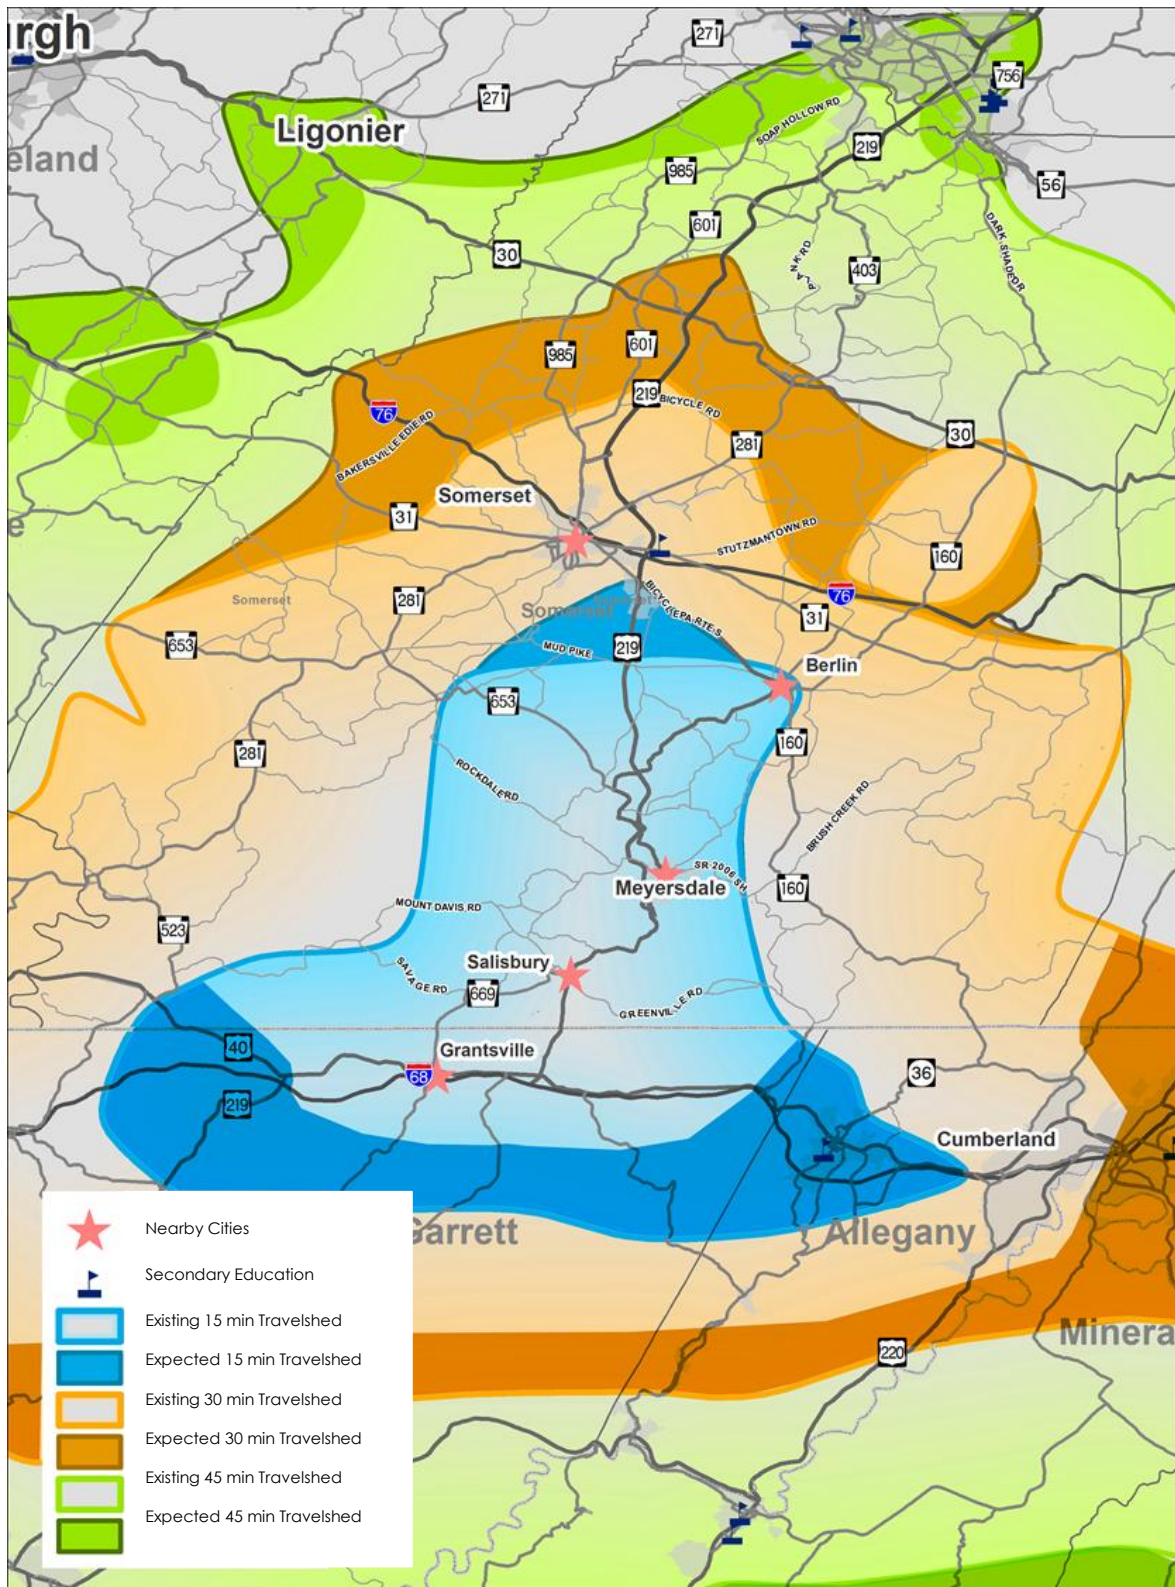 urgh
271
756
271
Ligonier
SOAP HOLLOW RD
219
eland
985
56
601
DARK SHADE DR
30
PLANK RD
403
985
601
219
BICYCLE RD
76
BAKERSVILLE EDIE RD
281
30
Somerset
31
STUTZMANTOWN RD
e
160
76
Somerset
281
Somerset
31
653
MUD PIKE
219
Berlin
653
160
281
ROCKDALE RD
BRUSH CREEK RD
SR 2006 SH
Meyersdale
160
MOUNT DAVIS RD
523
Salisbury
SAVAGE RD
669
GREENVILLE RD
40
Grantsville
68
36
219
Cumberland
Garrett
Allegany
Minera
220
Nearby Cities
Secondary Education
Existing 15 min Travelshed
Expected 15 min Travelshed
Existing 30 min Travelshed
Expected 30 min Travelshed
Existing 45 min Travelshed
Expected 45 min Travelshed